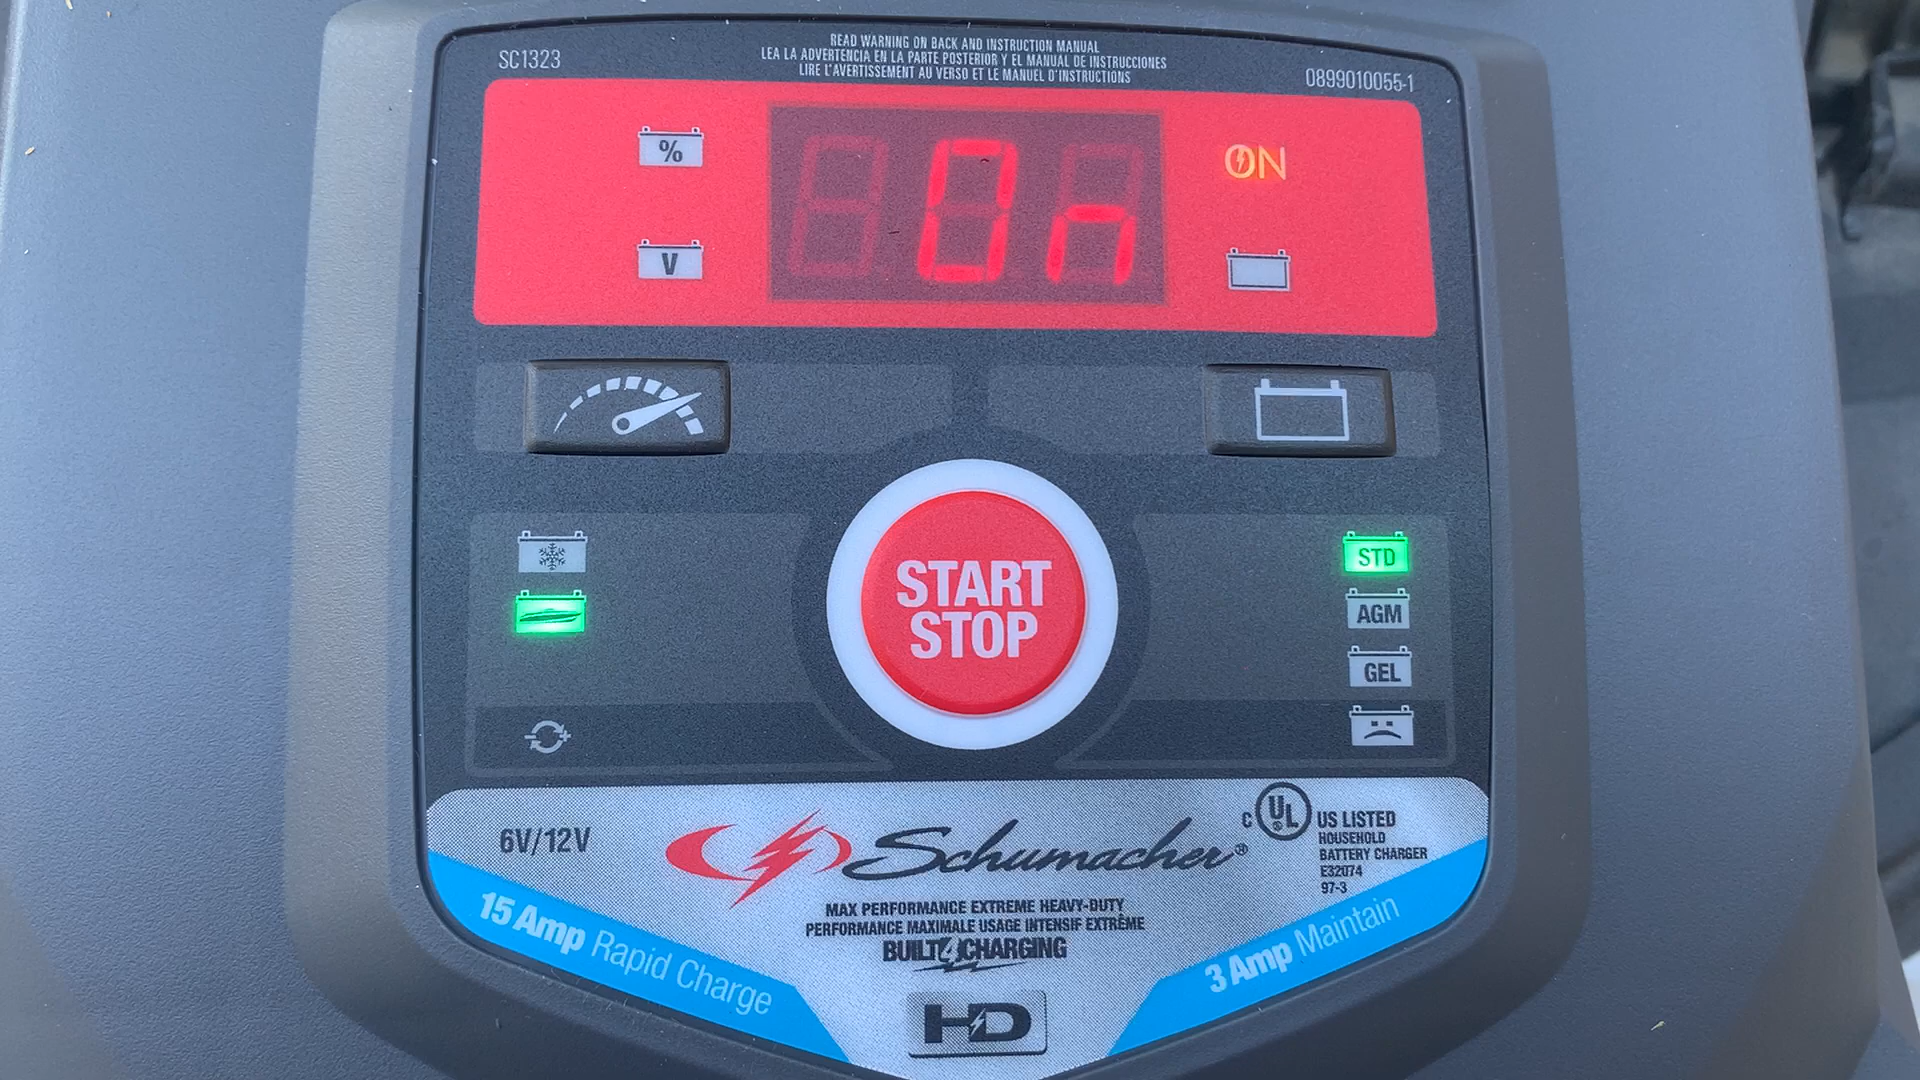 SC1323
READ WARNING ON BACK AND INSTRUCTION MANUAL
LEA LA ADVERTENCIA EN LA PARTE POSTERIOR Y EL MANUAL DE INSTRUCCIONES
LIRE L'AVERTISSEMENT AU VERSO ET LE MANUEL D'INSTRUCTIONS
0899010055-1
%
V
0n
ON
START
STOP
STD
AGM
GEL
6V/12V
Schumacher®
C UL US LISTED
HOUSEHOLD
BATTERY CHARGER
E32074
97-3
MAX PERFORMANCE EXTREME HEAVY-DUTY
PERFORMANCE MAXIMALE USAGE INTENSIF EXTRÊME
BUILT4CHARGING
15 Amp Rapid Charge
3 Amp Maintain
HD